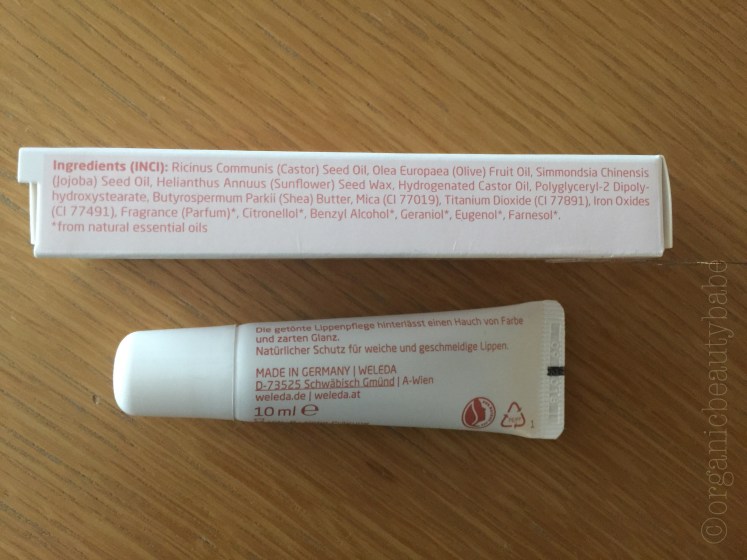 Ingredients (INCI): Ricinus Communis (Castor) Seed Oil, Olea Europaea (Olive) Fruit Oil, Simmondsia Chinensis
(Jojoba) Seed Oil, Helianthus Annuus (Sunflower) Seed Wax, Hydrogenated Castor Oil, Polyglyceryl-2 Dipoly-
hydroxystearate, Butyrospermum Parkii (Shea) Butter, Mica (CI 77019), Titanium Dioxide (CI 77891), Iron Oxides
(CI 77491), Fragrance (Parfum)*, Citronellol*, Benzyl Alcohol*, Geraniol*, Eugenol*, Farnesol*.
*from natural essential oils
Die getönte Lippenpflege hinterlässt einen Hauch von Farbe
und zarten Glanz.
Natürlicher Schutz für weiche und geschmeidige Lippen.
MADE IN GERMANY | WELEDA
D-73525 Schwäbisch Gmünd | A-Wien
weleda.de | weleda.at
10 ml e
1
©organicbeautybabe